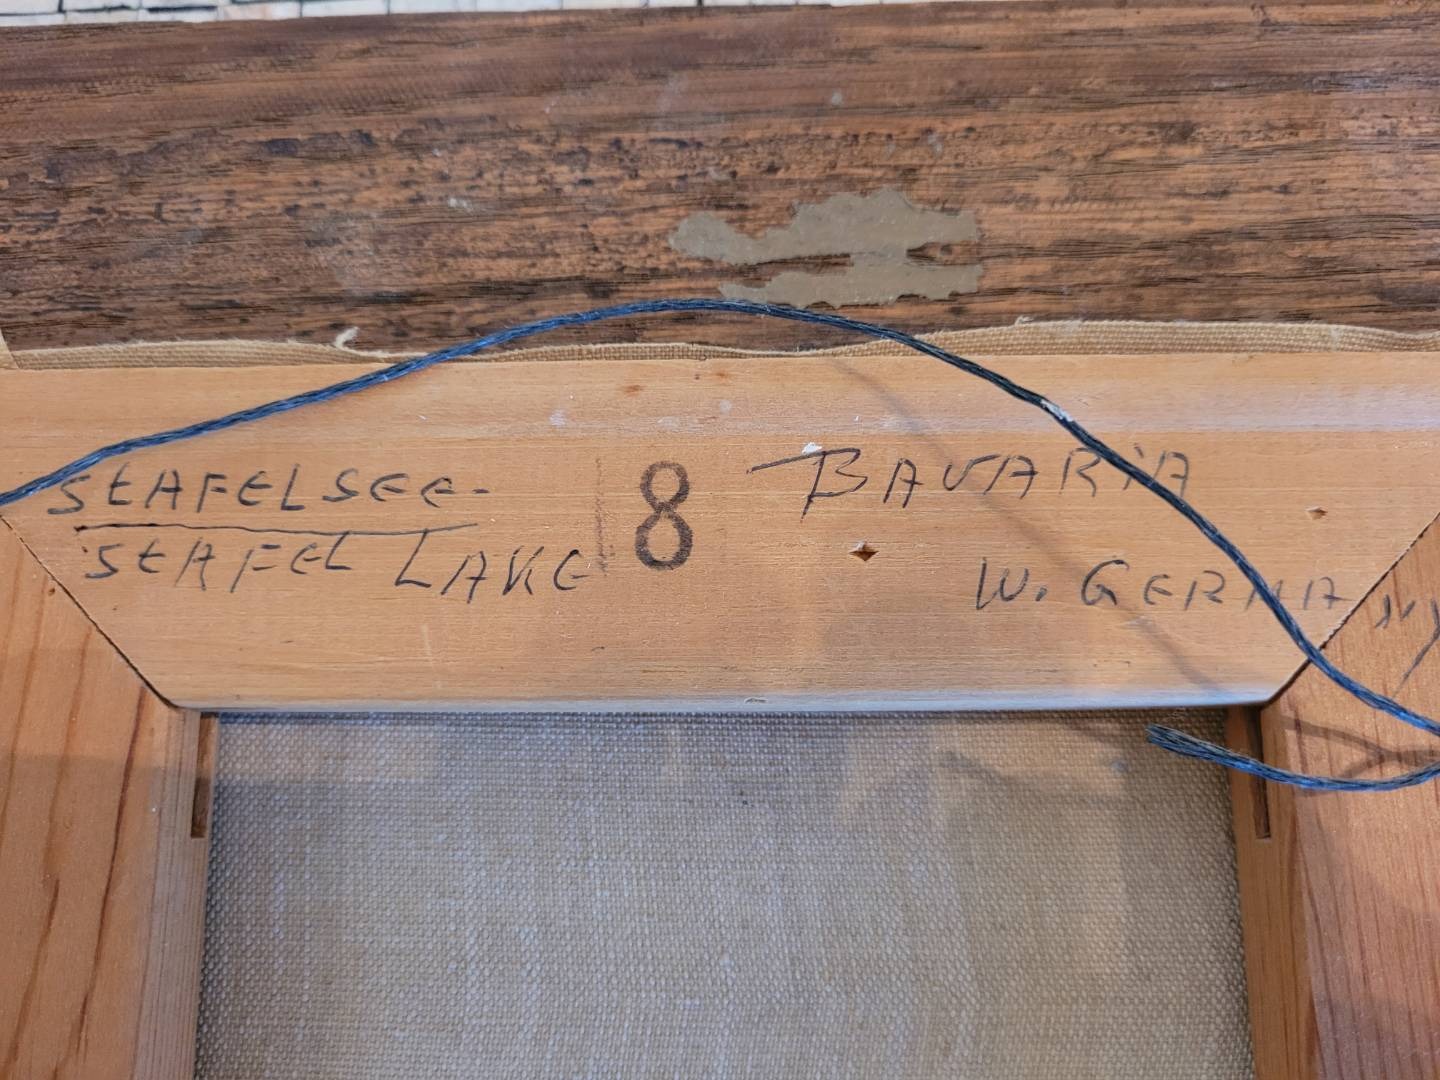 STAFELSEE-
STAFEL LAKE
8
BAVARIA
W. GERMANY